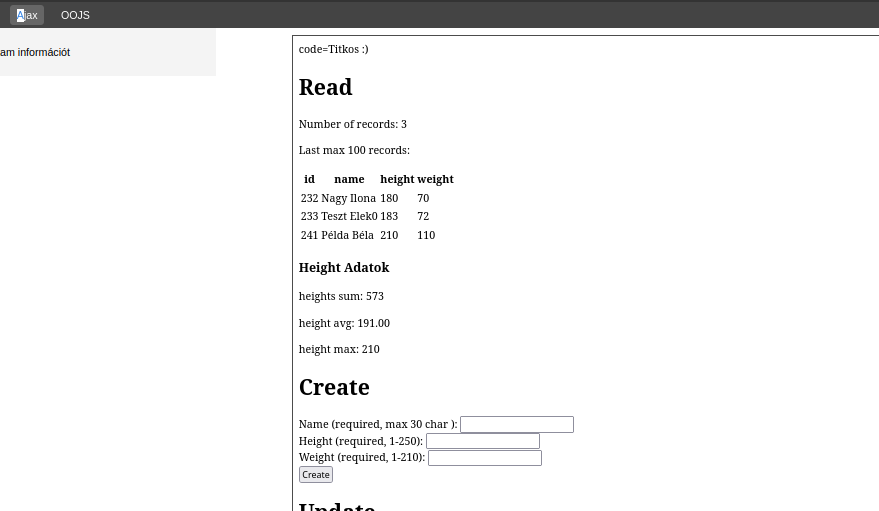 Ajax OOJS
am információt
code=Titkos :)
Read
Number of records: 3
Last max 100 records:
id name height weight
232 Nagy Ilona 180 70
233 Teszt Elek0 183 72
241 Példa Béla 210 110
Height Adatok
heights sum: 573
height avg: 191.00
height max: 210
Create
Name (required, max 30 char ):
Height (required, 1-250):
Weight (required, 1-210):
Create
Update